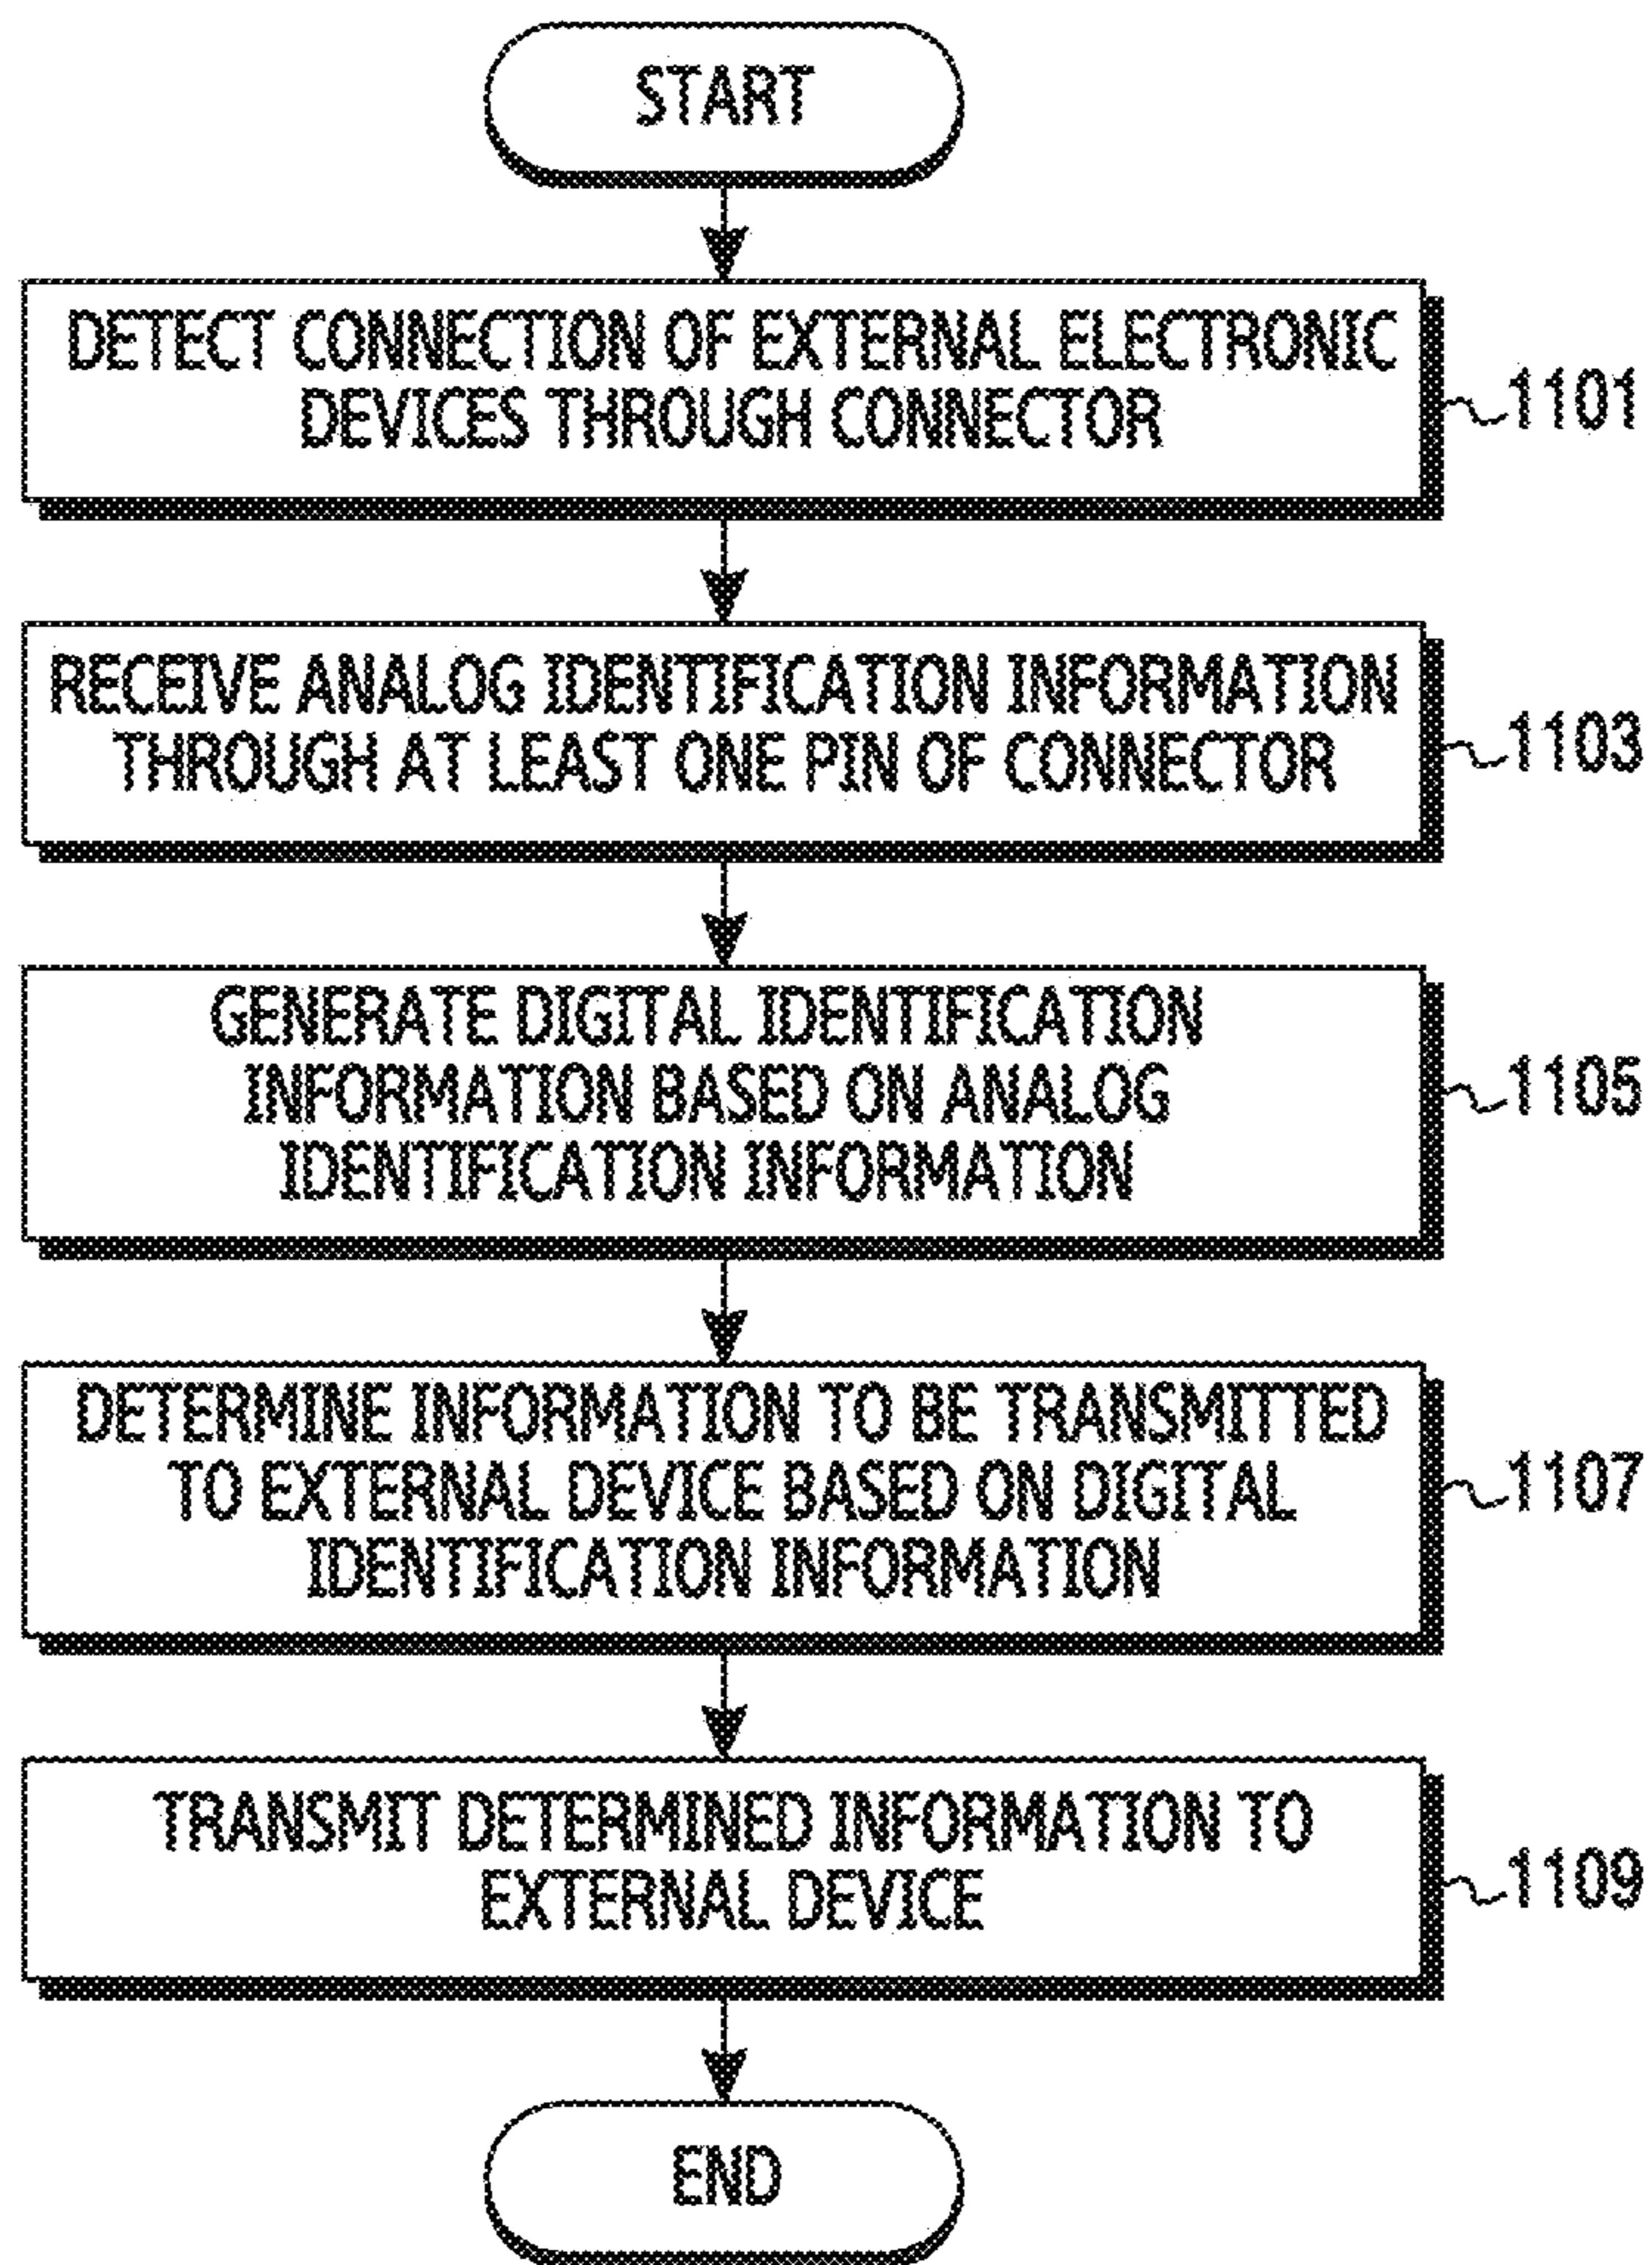 START
DETECT CONNECTION OF EXTERNAL ELECTRONIC
DEVICES THROUGH CONNECTOR
1101
RECEIVE ANALOG IDENTIFICATION INFORMATION
THROUGH AT LEAST ONE PIN OF CONNECTOR
1103
GENERATE DIGITAL IDENTIFICATION
INFORMATION BASED ON ANALOG
IDENTIFICATION INFORMATION
1105
DETERMINE INFORMATION TO BE TRANSMITTED
TO EXTERNAL DEVICE BASED ON DIGITAL
IDENTIFICATION INFORMATION
1107
TRANSMIT DETERMINED INFORMATION TO
EXTERNAL DEVICE
1109
END